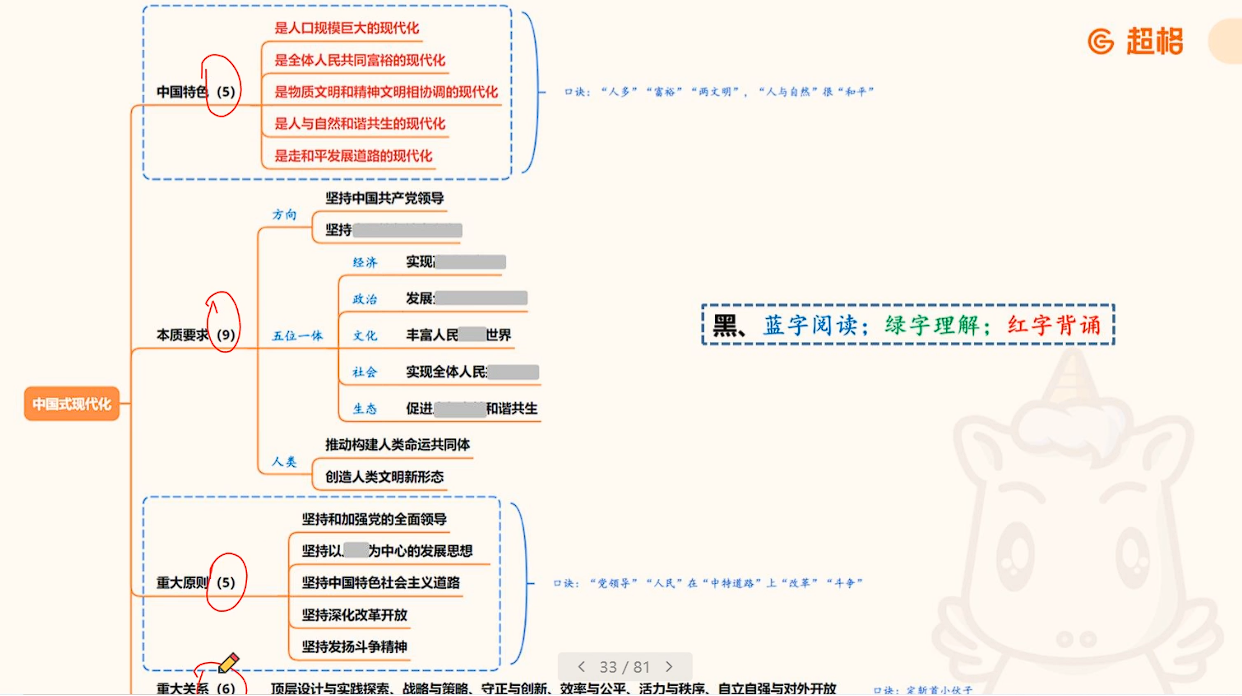 超格
中国式现代化
中国特色（5）
是人口规模巨大的现代化
是全体人民共同富裕的现代化
是物质文明和精神文明相协调的现代化
是人与自然和谐共生的现代化
是走和平发展道路的现代化
口诀：“人多”“富裕”“两文明”，“人与自然”很“和平”
本质要求（9）
方向
坚持中国共产党领导
坚持
五位一体
经济 实现
政治 发展
文化 丰富人民 世界
社会 实现全体人民
生态 促进 和谐共生
人类
推动构建人类命运共同体
创造人类文明新形态
黑、蓝字阅读；绿字理解；红字背诵
重大原则（5）
坚持和加强党的全面领导
坚持以 为中心的发展思想
坚持中国特色社会主义道路
坚持深化改革开放
坚持发扬斗争精神
口诀：“党领导”“人民”在“中特道路”上“改革”“斗争”
33 / 81
重大关系（6） 顶层设计与实践探索、战略与策略、守正与创新、效率与公平、活力与秩序、自立自强与对外开放
口诀：定新首小伙子